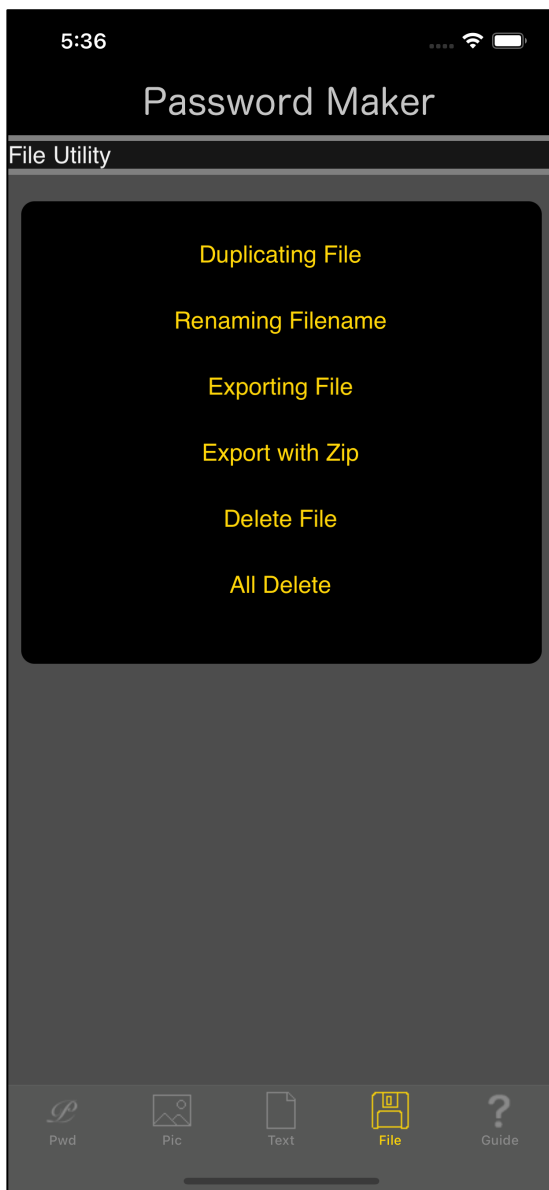 5:36
Password Maker
File Utility
Duplicating File
Renaming Filename
Exporting File
Export with Zip
Delete File
All Delete
Pwd
Pic
Text
File
Guide